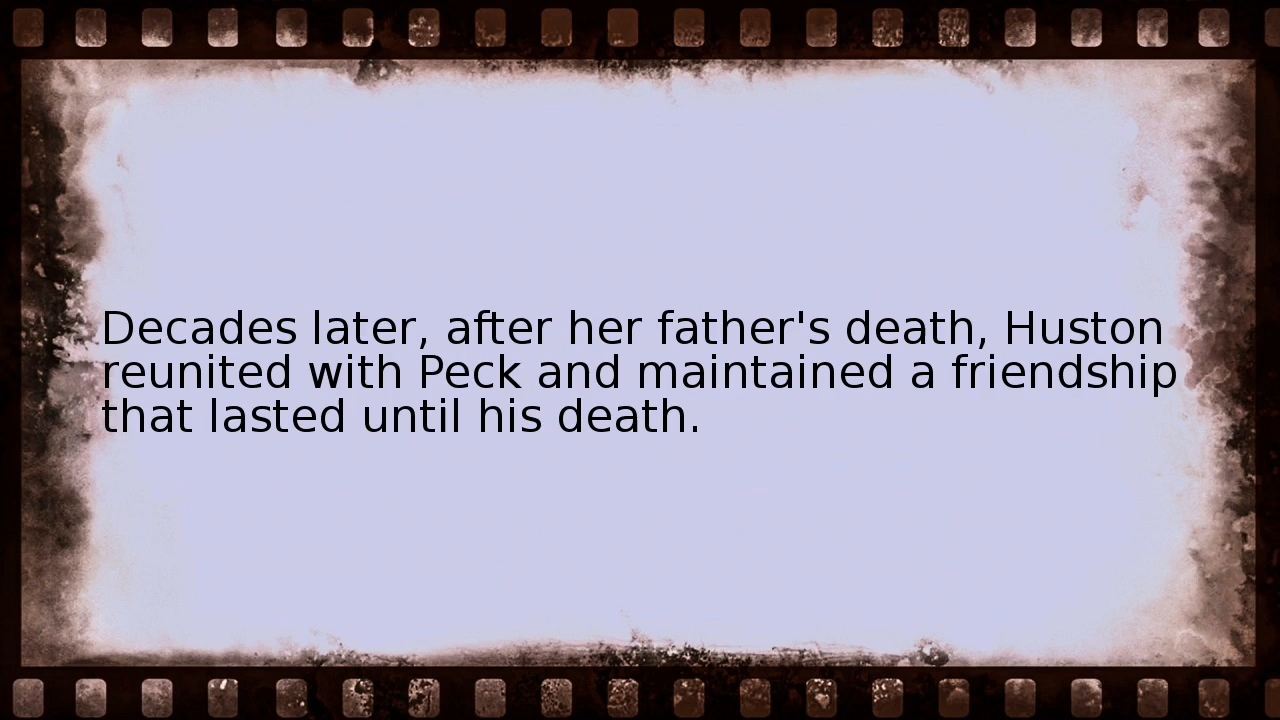 Decades later, after her father's death, Huston
reunited with Peck and maintained a friendship
that lasted until his death.